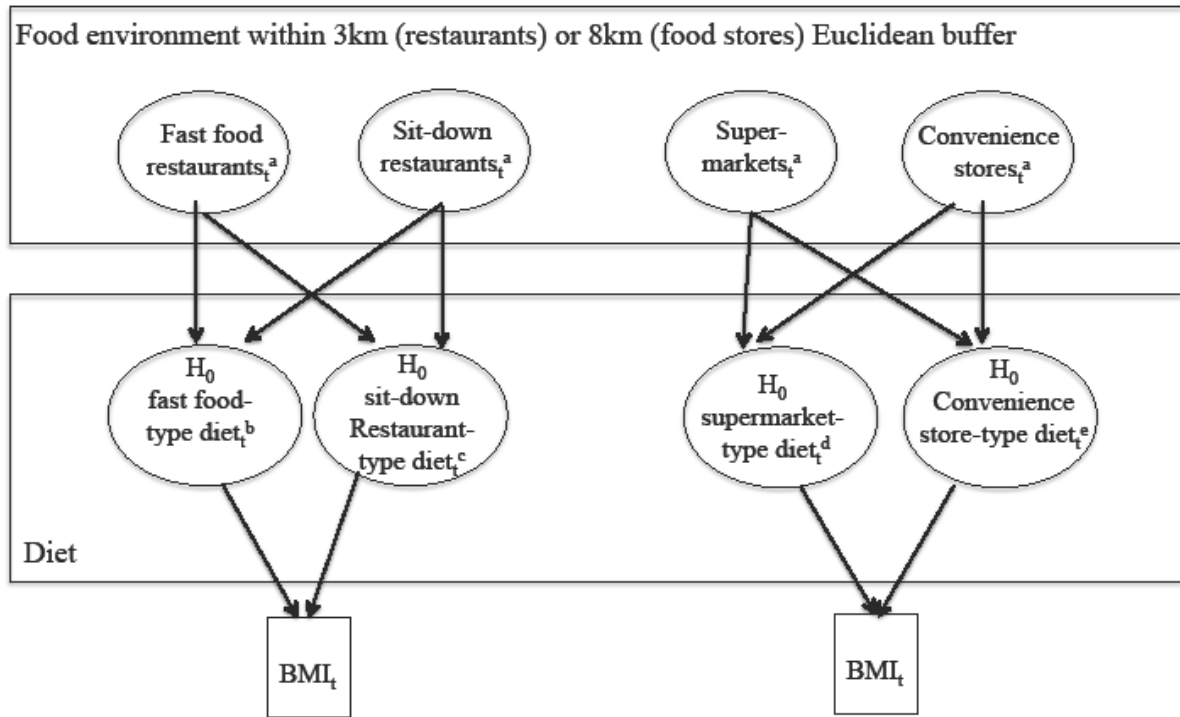 Food environment within 3km (restaurants) or 8km (food stores) Euclidean buffer
Fast food
restaurantsₜᵃ
Sit-down
restaurantsₜᵃ
Super-
marketsₜᵃ
Convenience
storesₜᵃ
H₀
fast food-
type dietₜᵇ
H₀
sit-down
Restaurant-
type dietₜᶜ
H₀
supermarket-
type dietₜᵈ
H₀
Convenience
store-type dietₜᵉ
Diet
BMIₜ
BMIₜ